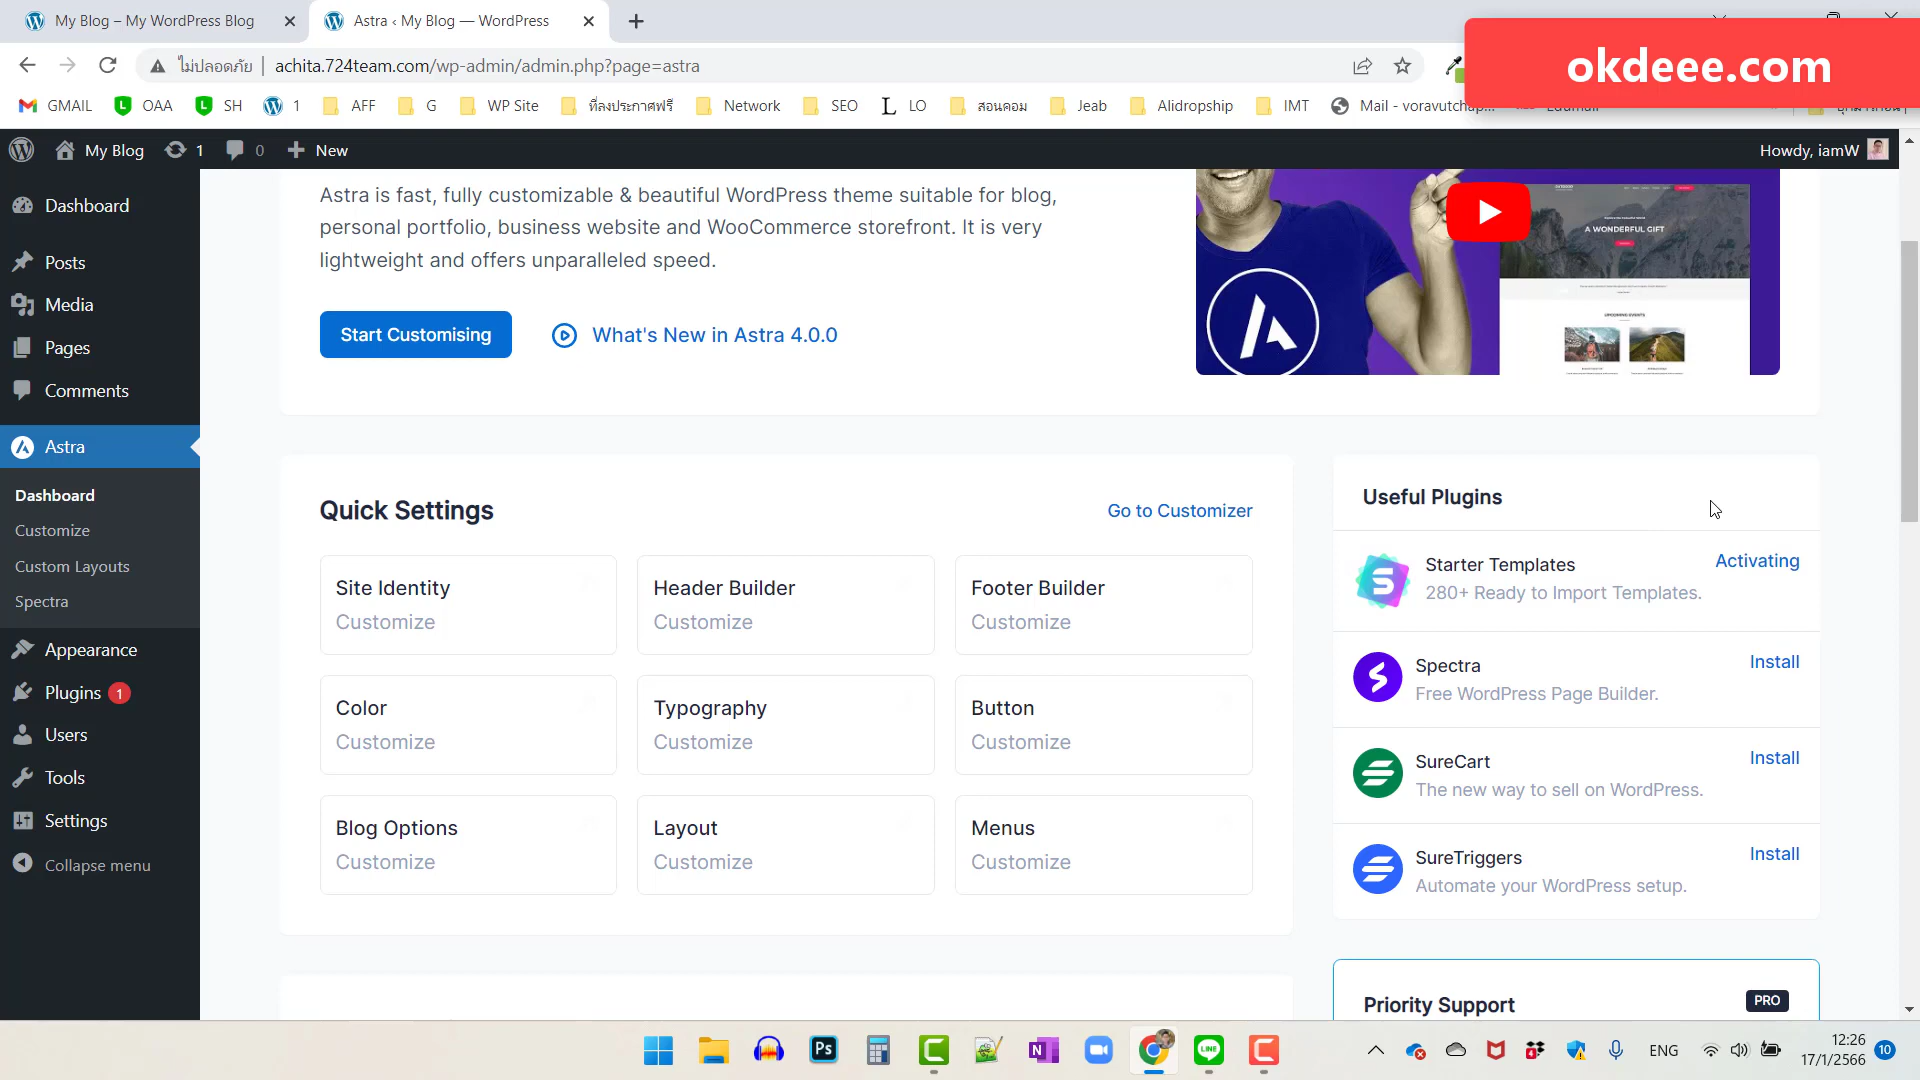 My Blog – My WordPress Blog
Astra ‹ My Blog — WordPress
okdeee.com
ไม่ปลอดภัย
achita.724team.com/wp-admin/admin.php?page=astra
GMAIL
OAA
SH
1
AFF
G
WP Site
ที่ลงประกาศฟรี
Network
SEO
LO
สอนคอม
Jeab
Alidropship
IMT
Mail - voravutchap...
My Blog
1
0
New
Howdy, iamW
Dashboard
Posts
Media
Pages
Comments
Astra
Dashboard
Customize
Custom Layouts
Spectra
Appearance
Plugins 1
Users
Tools
Settings
Collapse menu
Astra is fast, fully customizable & beautiful WordPress theme suitable for blog,
personal portfolio, business website and WooCommerce storefront. It is very
lightweight and offers unparalleled speed.
Start Customising
What's New in Astra 4.0.0
A WONDERFUL GIFT
UPCOMING EVENTS
Quick Settings
Go to Customizer
Site Identity
Customize
Header Builder
Customize
Footer Builder
Customize
Color
Customize
Typography
Customize
Button
Customize
Blog Options
Customize
Layout
Customize
Menus
Customize
Useful Plugins
Starter Templates
Activating
280+ Ready to Import Templates.
Spectra
Install
Free WordPress Page Builder.
SureCart
Install
The new way to sell on WordPress.
SureTriggers
Install
Automate your WordPress setup.
Priority Support
PRO
Ps
N
LINE
4
ENG
12:26
17/1/2566
10